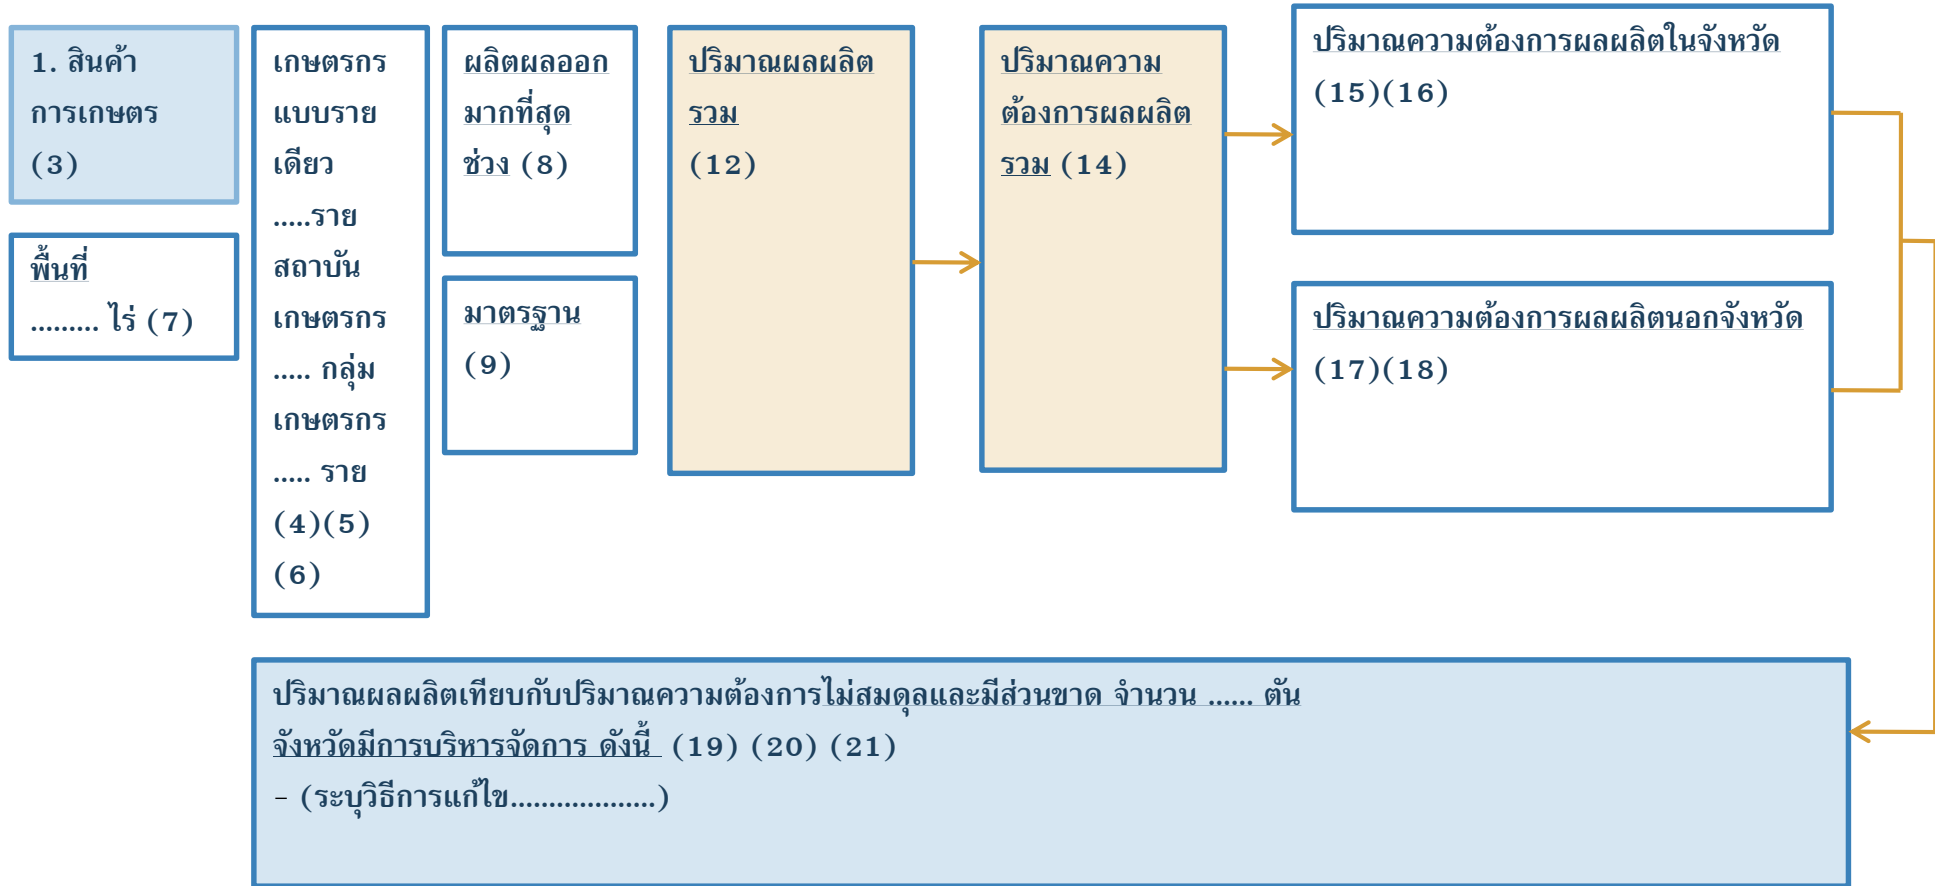 1. สินค้า
การเกษตร
(3)
พื้นที่
......... ไร่ (7)
เกษตรกร
แบบราย
เดียว
.....ราย
สถาบัน
เกษตรกร
..... กลุ่ม
เกษตรกร
..... ราย
(4)(5)
(6)
ผลิตผลออก
มากที่สุด
ช่วง (8)
มาตรฐาน
(9)
ปริมาณผลผลิต
รวม
(12)
ปริมาณความ
ต้องการผลผลิต
รวม (14)
ปริมาณความต้องการผลผลิตในจังหวัด
(15)(16)
ปริมาณความต้องการผลผลิตนอกจังหวัด
(17)(18)
ปริมาณผลผลิตเทียบกับปริมาณความต้องการไม่สมดุลและมีส่วนขาด จำนวน ...... ตัน
จังหวัดมีการบริหารจัดการ ดังนี้ (19) (20) (21)
- (ระบุวิธีการแก้ไข...................)